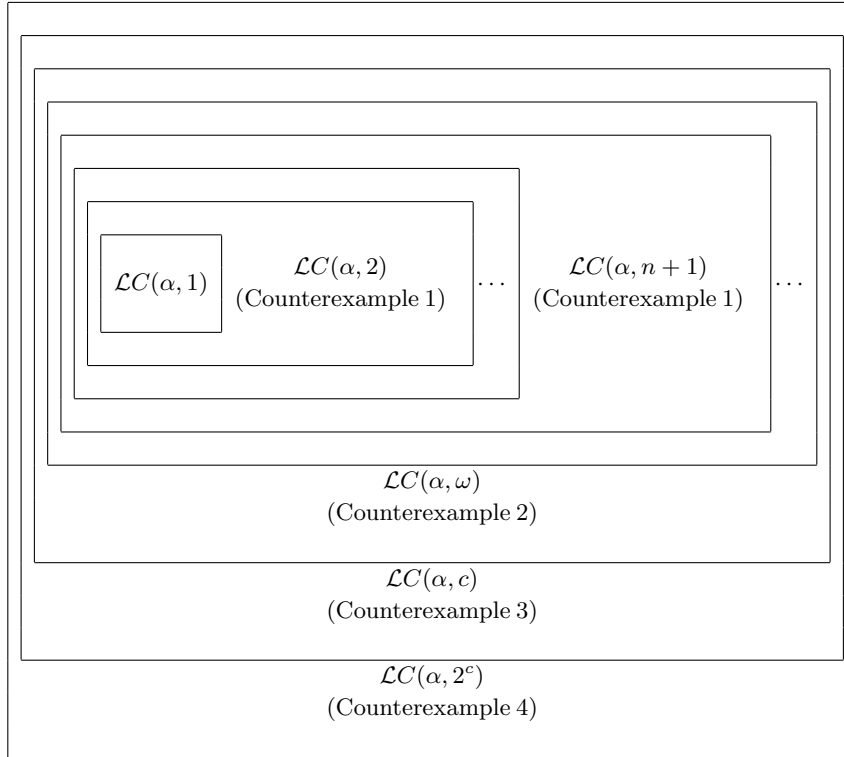 ℒC(α, 1)
ℒC(α, 2)
(Counterexample 1)
···
ℒC(α, n + 1)
(Counterexample 1)
···
ℒC(α, ω)
(Counterexample 2)
ℒC(α, c)
(Counterexample 3)
ℒC(α, 2ᶜ)
(Counterexample 4)